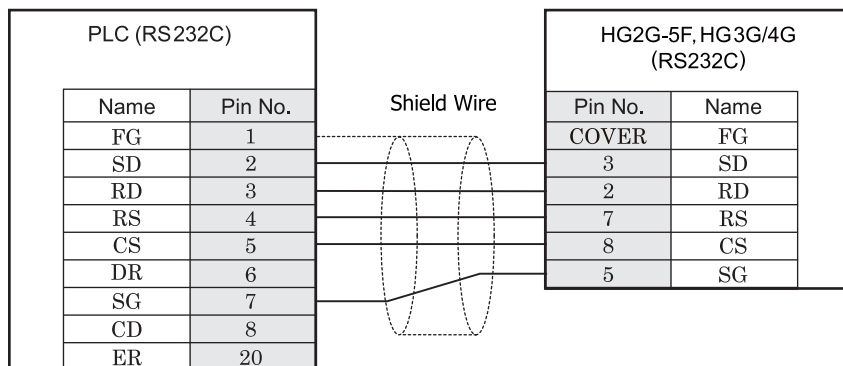 PLC (RS232C)
Name Pin No.
FG 1
SD 2
RD 3
RS 4
CS 5
DR 6
SG 7
CD 8
ER 20
Shield Wire
HG2G-5F, HG3G/4G
(RS232C)
Pin No. Name
COVER FG
3 SD
2 RD
7 RS
8 CS
5 SG